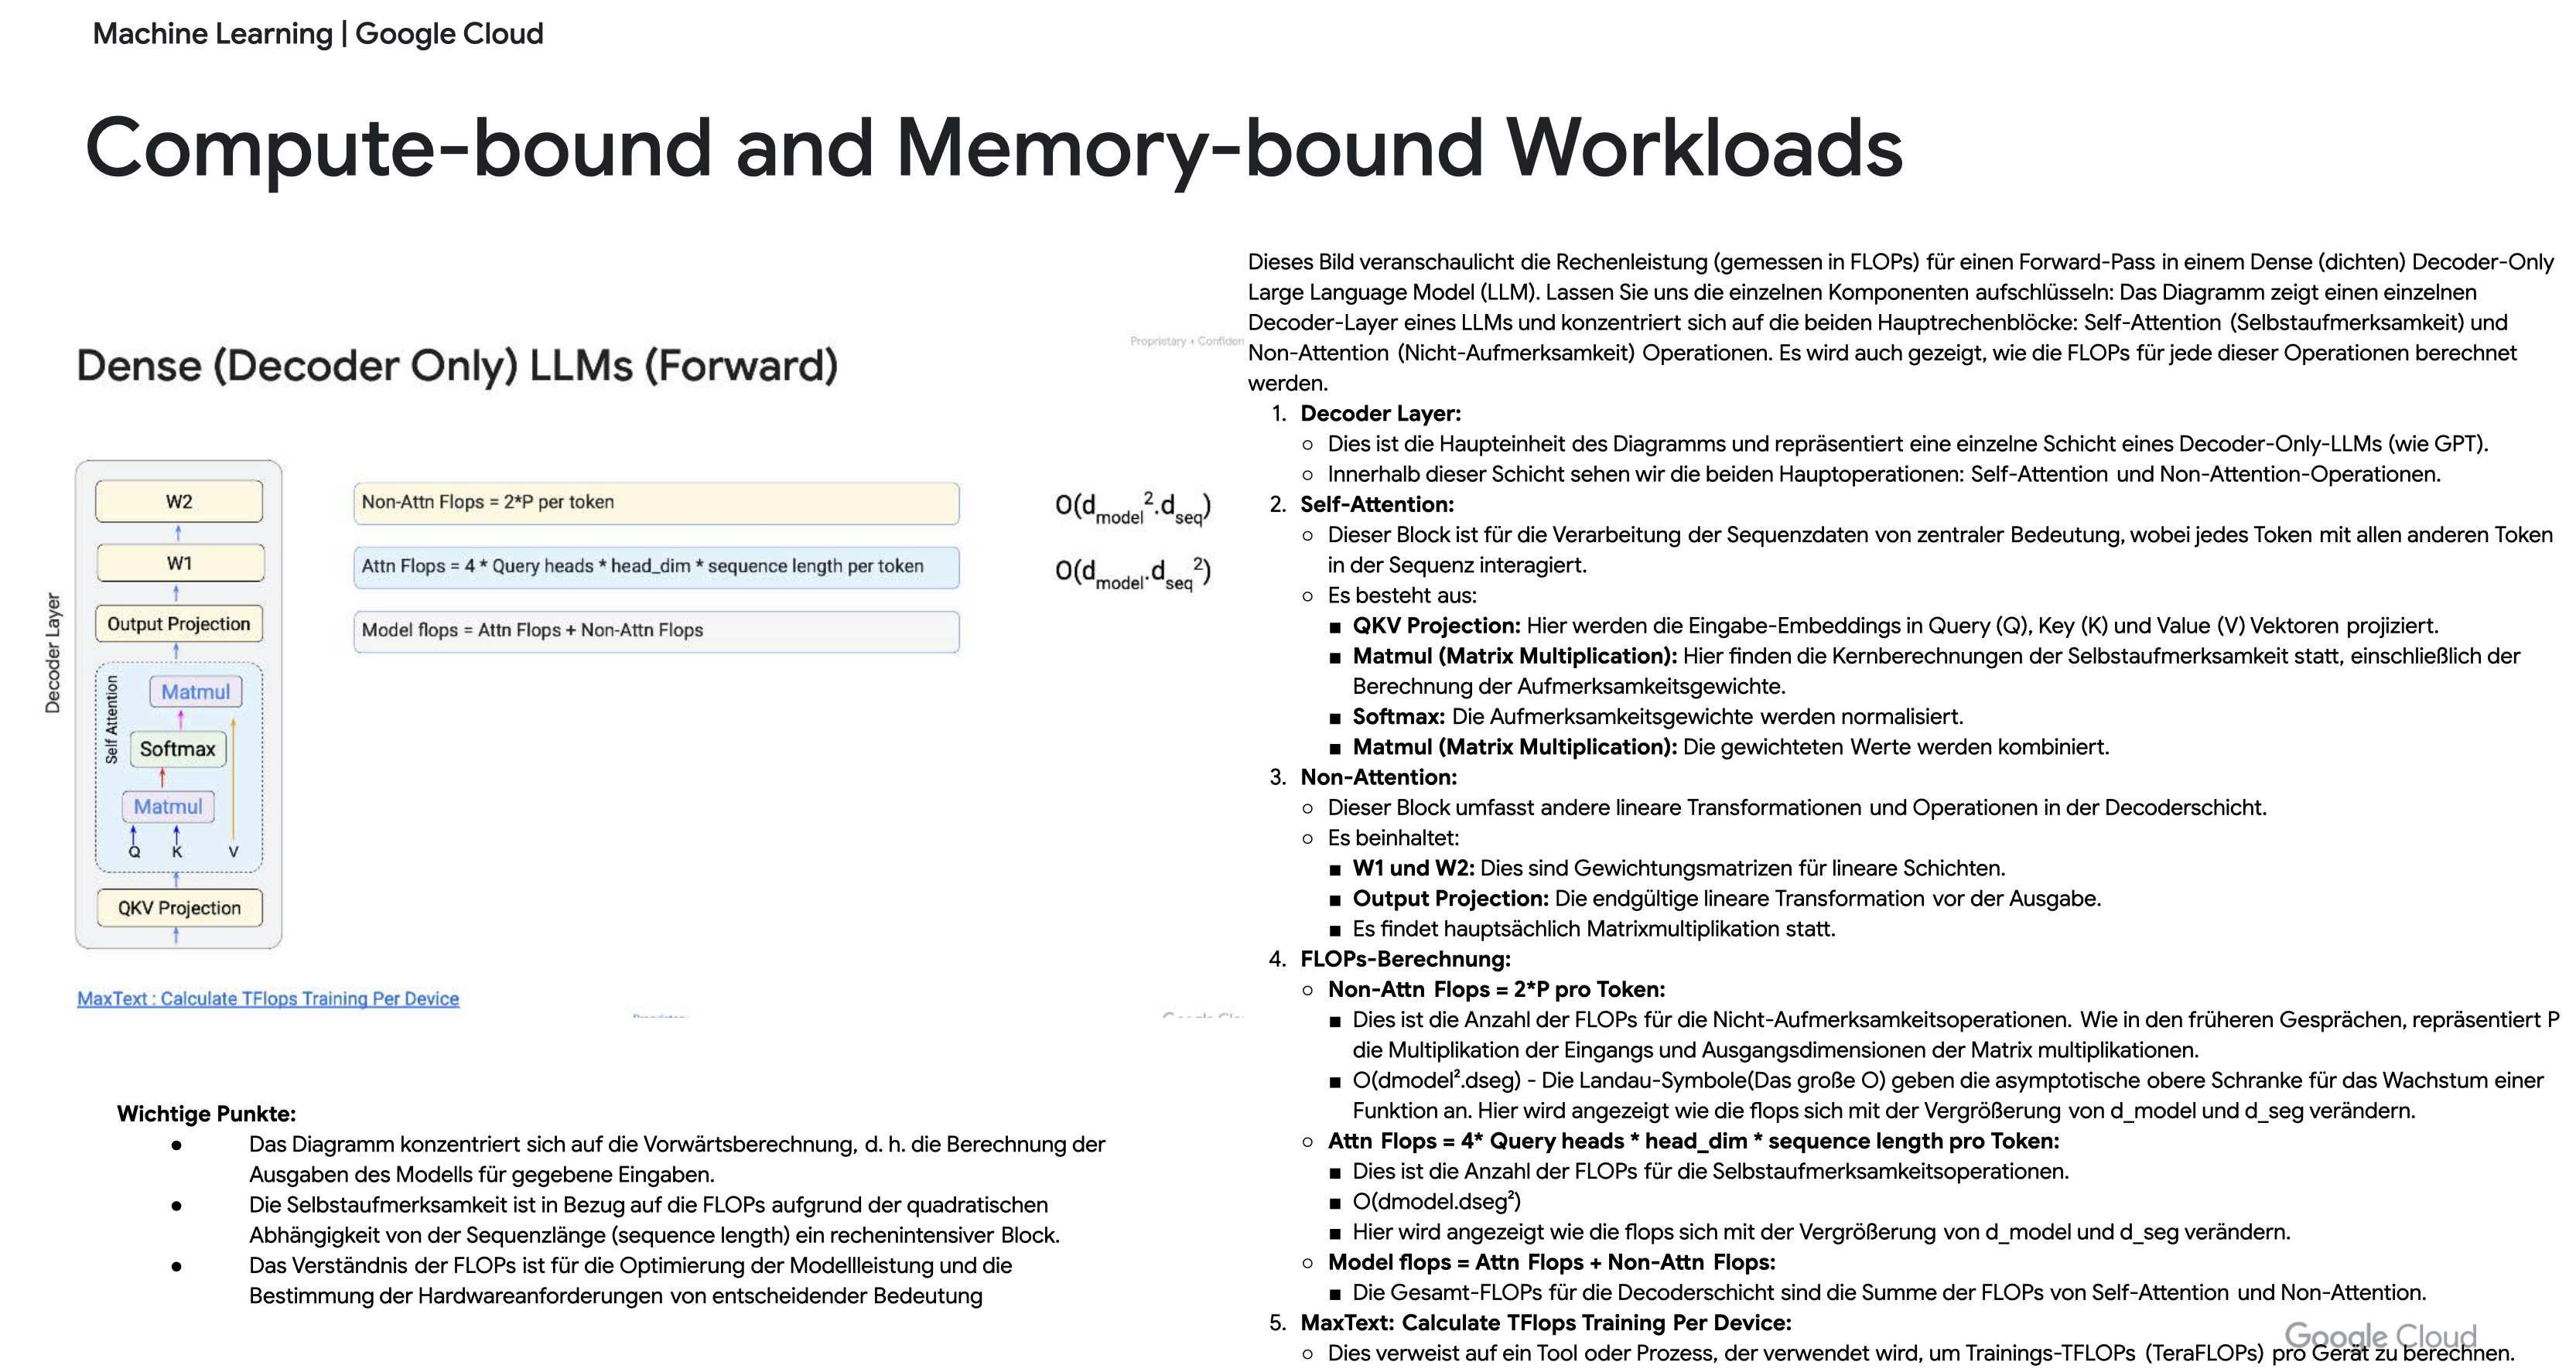 Machine Learning | Google Cloud
Compute-bound and Memory-bound Workloads
Proprietary + Confiden
Dense (Decoder Only) LLMs (Forward)
Decoder Layer
W2
W1
Output Projection
Self Attention
Matmul
Softmax
Matmul
Q K V
QKV Projection
Non-Attn Flops = 2*P per token
O(dmodel².dseq)
Attn Flops = 4 * Query heads * head_dim * sequence length per token
O(dmodel.dseq²)
Model flops = Attn Flops + Non-Attn Flops
MaxText : Calculate TFlops Training Per Device
Wichtige Punkte:
● Das Diagramm konzentriert sich auf die Vorwärtsberechnung, d. h. die Berechnung der
Ausgaben des Modells für gegebene Eingaben.
● Die Selbstaufmerksamkeit ist in Bezug auf die FLOPs aufgrund der quadratischen
Abhängigkeit von der Sequenzlänge (sequence length) ein rechenintensiver Block.
● Das Verständnis der FLOPs ist für die Optimierung der Modellleistung und die
Bestimmung der Hardwareanforderungen von entscheidender Bedeutung
Dieses Bild veranschaulicht die Rechenleistung (gemessen in FLOPs) für einen Forward-Pass in einem Dense (dichten) Decoder-Only
Large Language Model (LLM). Lassen Sie uns die einzelnen Komponenten aufschlüsseln: Das Diagramm zeigt einen einzelnen
Decoder-Layer eines LLMs und konzentriert sich auf die beiden Hauptrechenblöcke: Self-Attention (Selbstaufmerksamkeit) und
Non-Attention (Nicht-Aufmerksamkeit) Operationen. Es wird auch gezeigt, wie die FLOPs für jede dieser Operationen berechnet
werden.
1. Decoder Layer:
○ Dies ist die Haupteinheit des Diagramms und repräsentiert eine einzelne Schicht eines Decoder-Only-LLMs (wie GPT).
○ Innerhalb dieser Schicht sehen wir die beiden Hauptoperationen: Self-Attention und Non-Attention-Operationen.
2. Self-Attention:
○ Dieser Block ist für die Verarbeitung der Sequenzdaten von zentraler Bedeutung, wobei jedes Token mit allen anderen Token
in der Sequenz interagiert.
○ Es besteht aus:
■ QKV Projection: Hier werden die Eingabe-Embeddings in Query (Q), Key (K) und Value (V) Vektoren projiziert.
■ Matmul (Matrix Multiplication): Hier finden die Kernberechnungen der Selbstaufmerksamkeit statt, einschließlich der
Berechnung der Aufmerksamkeitsgewichte.
■ Softmax: Die Aufmerksamkeitsgewichte werden normalisiert.
■ Matmul (Matrix Multiplication): Die gewichteten Werte werden kombiniert.
3. Non-Attention:
○ Dieser Block umfasst andere lineare Transformationen und Operationen in der Decoderschicht.
○ Es beinhaltet:
■ W1 und W2: Dies sind Gewichtungsmatrizen für lineare Schichten.
■ Output Projection: Die endgültige lineare Transformation vor der Ausgabe.
■ Es findet hauptsächlich Matrixmultiplikation statt.
4. FLOPs-Berechnung:
○ Non-Attn Flops = 2*P pro Token:
■ Dies ist die Anzahl der FLOPs für die Nicht-Aufmerksamkeitsoperationen. Wie in den früheren Gesprächen, repräsentiert P
die Multiplikation der Eingangs und Ausgangsdimensionen der Matrix multiplikationen.
■ O(dmodel².dseg) - Die Landau-Symbole(Das große O) geben die asymptotische obere Schranke für das Wachstum einer
Funktion an. Hier wird angezeigt wie die flops sich mit der Vergrößerung von d_model und d_seg verändern.
○ Attn Flops = 4* Query heads * head_dim * sequence length pro Token:
■ Dies ist die Anzahl der FLOPs für die Selbstaufmerksamkeitsoperationen.
■ O(dmodel.dseg²)
■ Hier wird angezeigt wie die flops sich mit der Vergrößerung von d_model und d_seg verändern.
○ Model flops = Attn Flops + Non-Attn Flops:
■ Die Gesamt-FLOPs für die Decoderschicht sind die Summe der FLOPs von Self-Attention und Non-Attention.
5. MaxText: Calculate TFlops Training Per Device:
○ Dies verweist auf ein Tool oder Prozess, der verwendet wird, um Trainings-TFLOPs (TeraFLOPs) pro Gerät zu berechnen.
Google Cloud